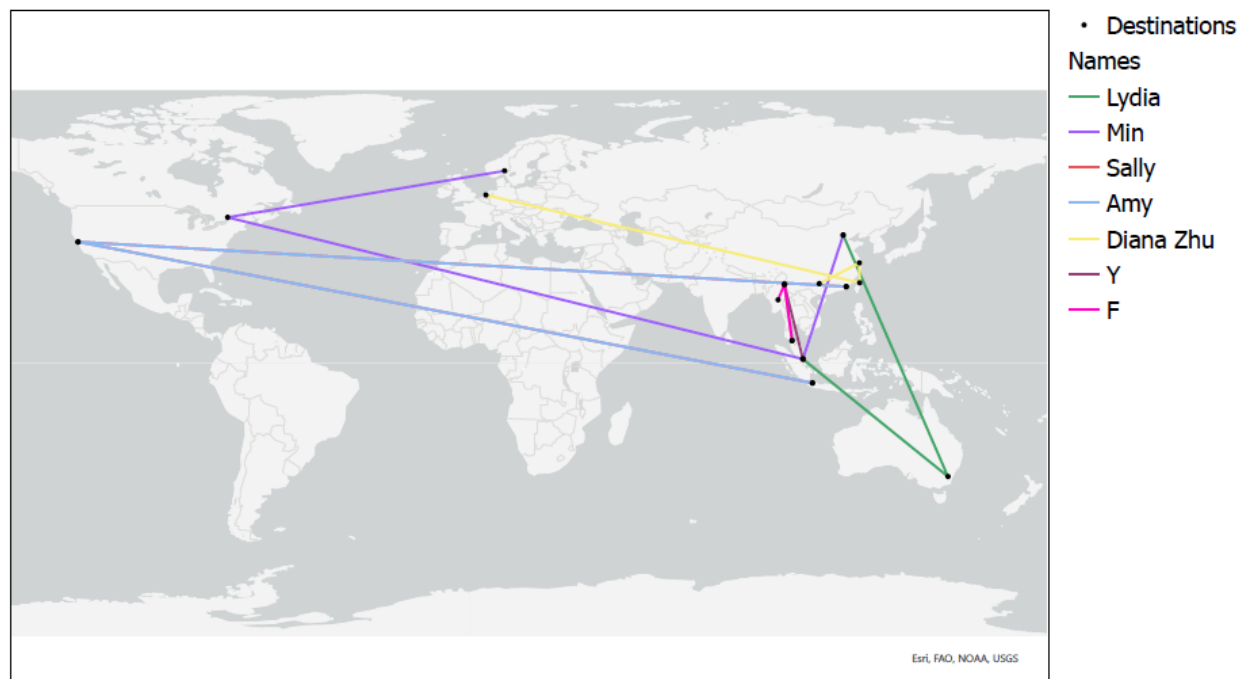 Destinations
Names
Lydia
Min
Sally
Amy
Diana Zhu
Y
F
Esri, FAO, NOAA, USGS